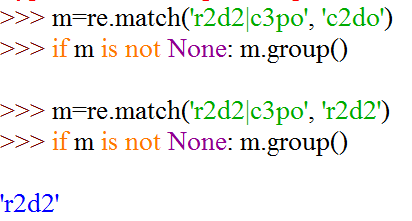 >>> m=re.match('r2d2|c3po', 'c2do')
>>> if m is not None: m.group()
>>> m=re.match('r2d2|c3po', 'r2d2')
>>> if m is not None: m.group()
'r2d2'